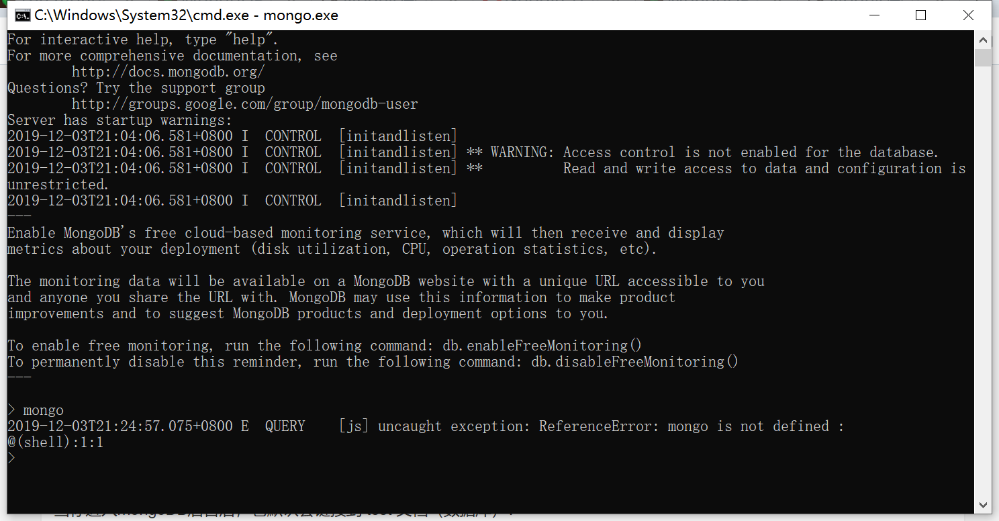 C:\Windows\System32\cmd.exe - mongo.exe
For interactive help, type "help".
For more comprehensive documentation, see
http://docs.mongodb.org/
Questions? Try the support group
http://groups.google.com/group/mongodb-user
Server has startup warnings:
2019-12-03T21:04:06.581+0800 I  CONTROL  [initandlisten]
2019-12-03T21:04:06.581+0800 I  CONTROL  [initandlisten] ** WARNING: Access control is not enabled for the database.
2019-12-03T21:04:06.581+0800 I  CONTROL  [initandlisten] **          Read and write access to data and configuration is
unrestricted.
2019-12-03T21:04:06.581+0800 I  CONTROL  [initandlisten]
---
Enable MongoDB's free cloud-based monitoring service, which will then receive and display
metrics about your deployment (disk utilization, CPU, operation statistics, etc).
The monitoring data will be available on a MongoDB website with a unique URL accessible to you
and anyone you share the URL with. MongoDB may use this information to make product
improvements and to suggest MongoDB products and deployment options to you.
To enable free monitoring, run the following command: db.enableFreeMonitoring()
To permanently disable this reminder, run the following command: db.disableFreeMonitoring()
---
> mongo
2019-12-03T21:24:57.075+0800 E  QUERY    [js] uncaught exception: ReferenceError: mongo is not defined :
@(shell):1:1
>